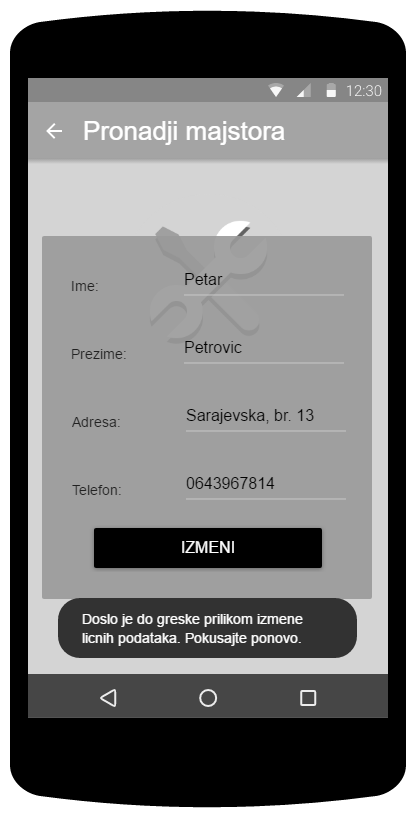 12:30
Pronadji majstora
Ime: Petar
Prezime: Petrovic
Adresa: Sarajevska, br. 13
Telefon: 0643967814
IZMENI
Doslo je do greske prilikom izmene
licnih podataka. Pokusajte ponovo.